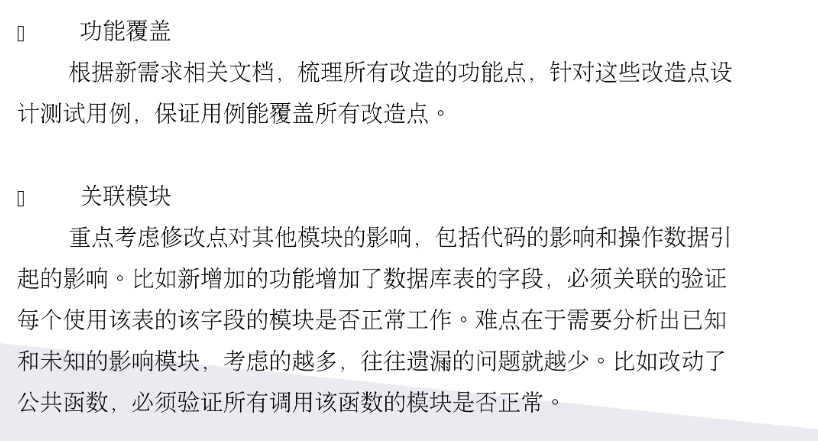 功能覆盖
根据新需求相关文档，梳理所有改造的功能点，针对这些改造点设
计测试用例，保证用例能覆盖所有改造点。
关联模块
重点考虑修改点对其他模块的影响，包括代码的影响和操作数据引
起的影响。比如新增加的功能增加了数据库表的字段，必须关联的验证
每个使用该表的该字段的模块是否正常工作。难点在于需要分析出已知
和未知的影响模块，考虑的越多，往往遗漏的问题就越少。比如改动了
公共函数，必须验证所有调用该函数的模块是否正常。